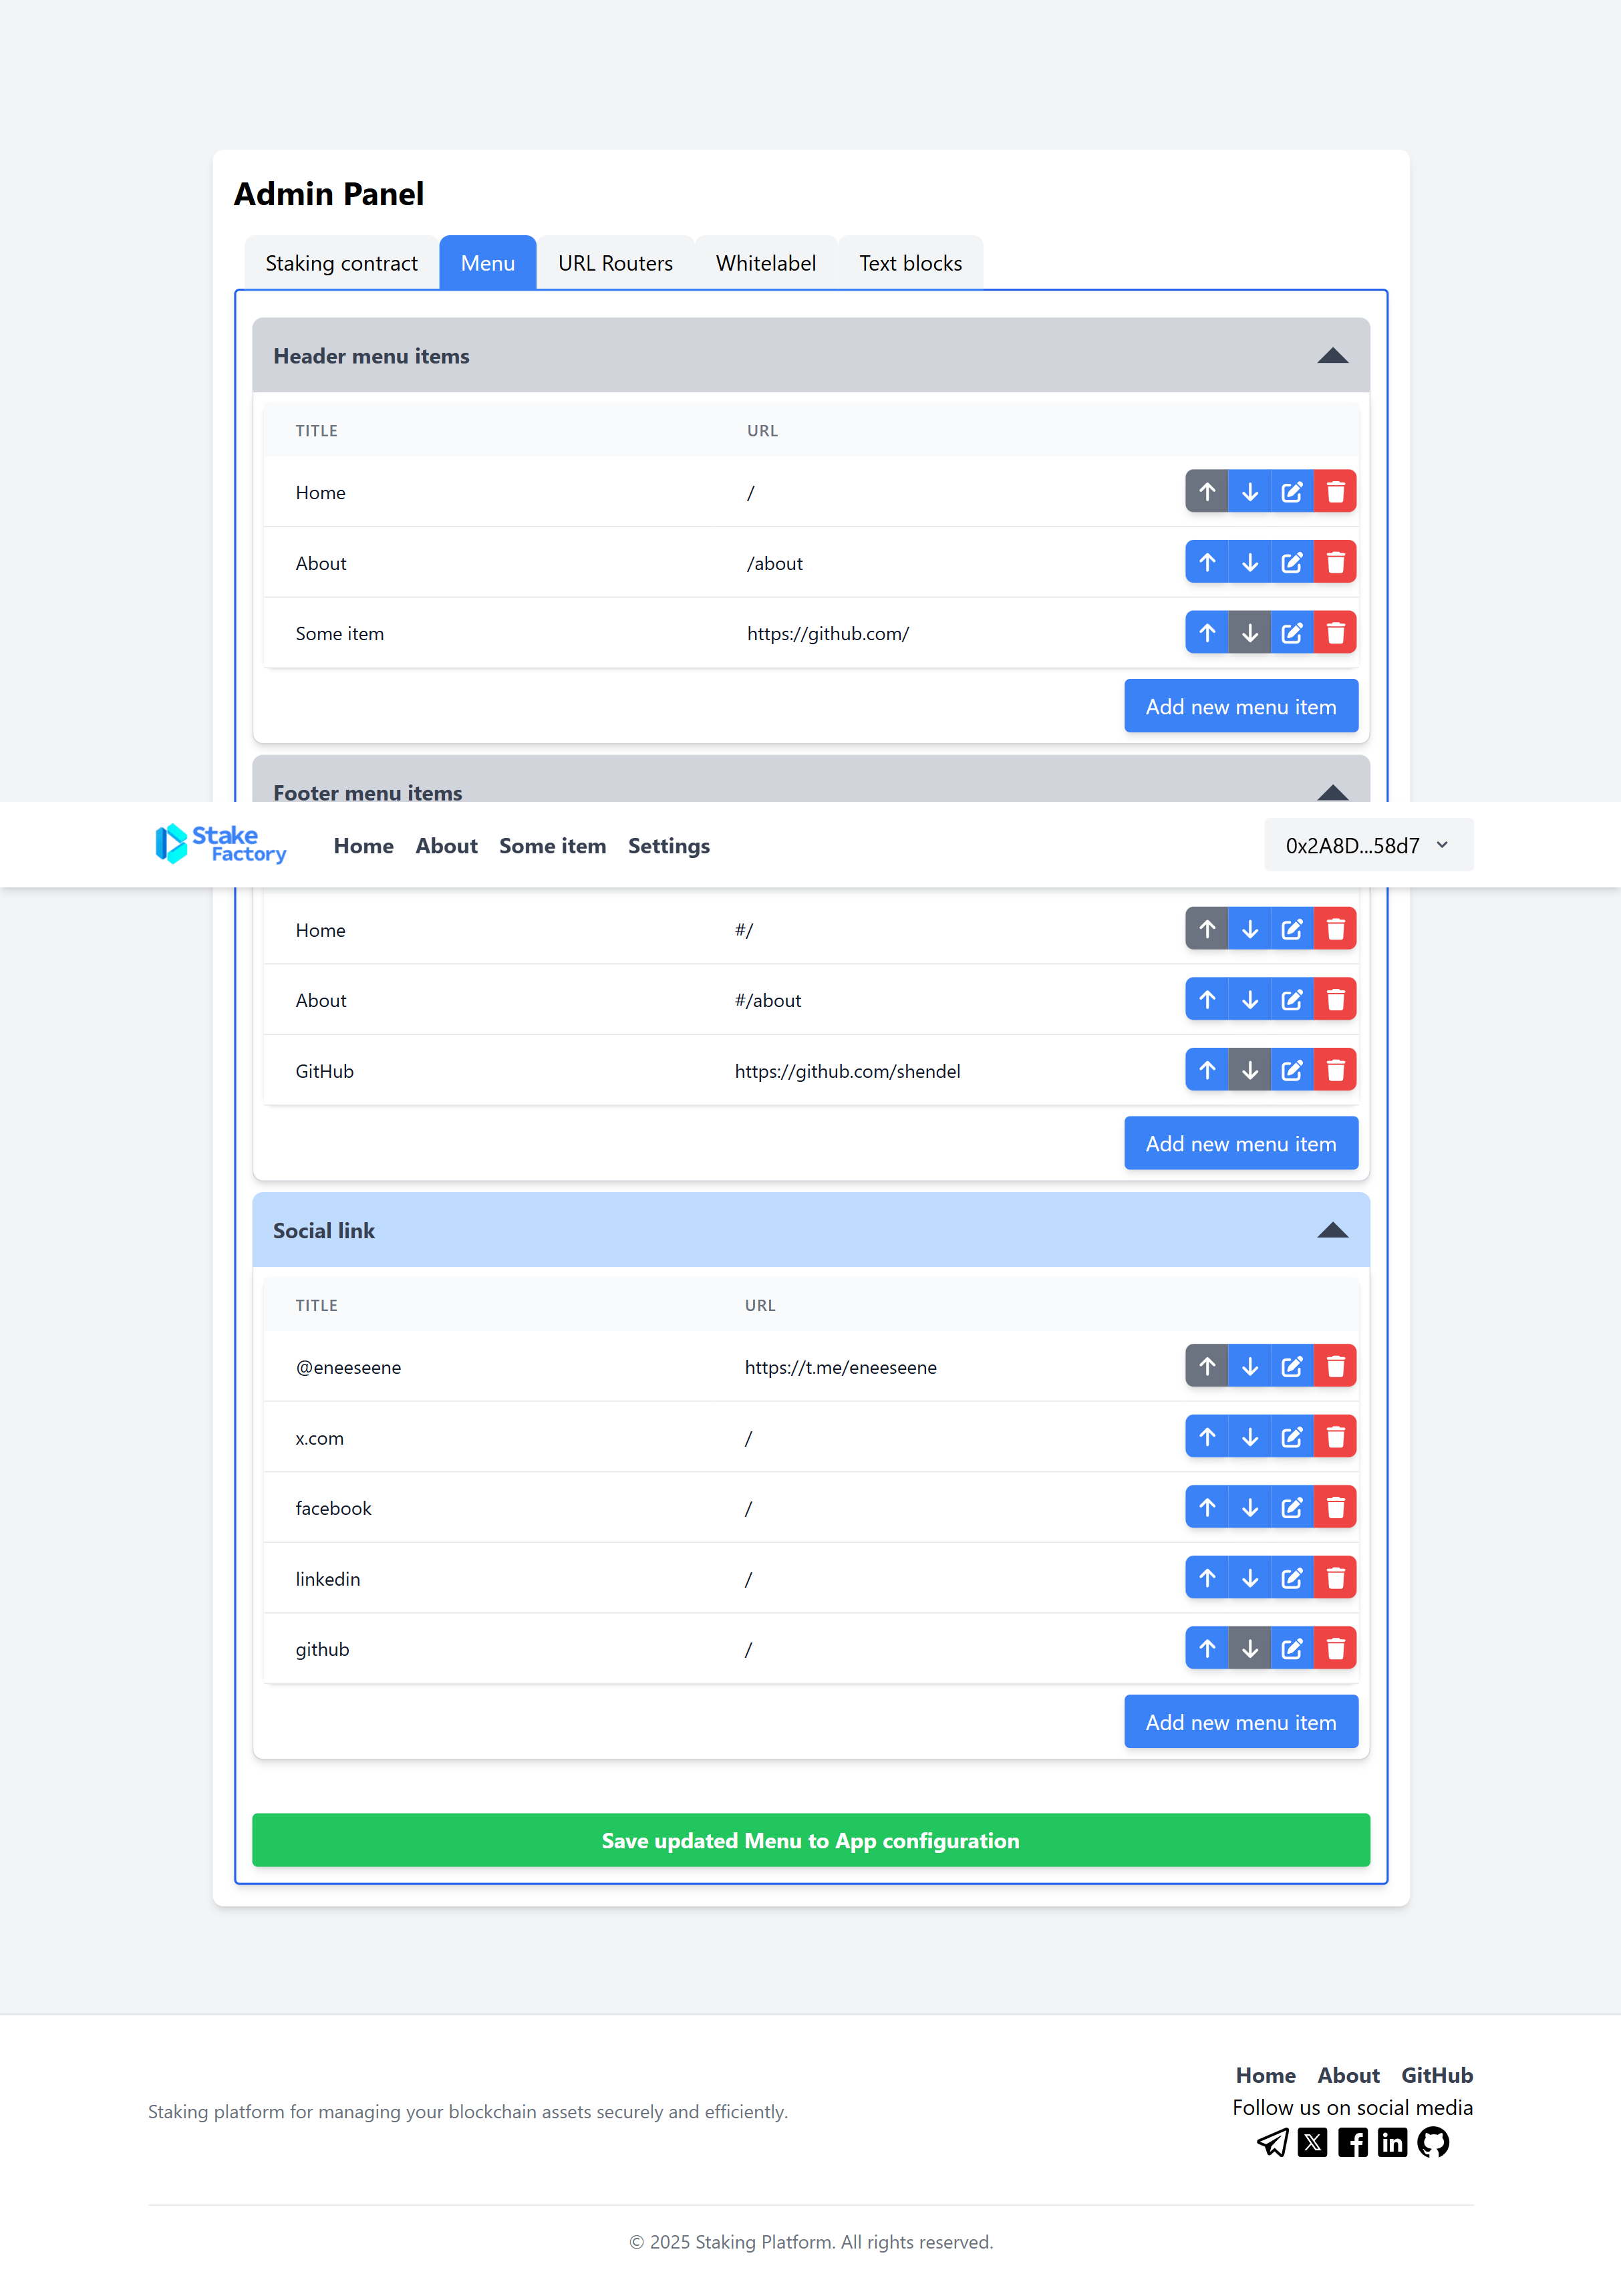 Admin Panel
Staking contract Menu URL Routers Whitelabel Text blocks
Header menu items
TITLE URL
Home /
About /about
Some item https://github.com/
Add new menu item
Footer menu items
Stake Factory Home About Some item Settings 0x2A8D...58d7
Home #/
About #/about
GitHub https://github.com/shendel
Add new menu item
Social link
TITLE URL
@eneeseene https://t.me/eneeseene
x.com /
facebook /
linkedin /
github /
Add new menu item
Save updated Menu to App configuration
Home About GitHub
Staking platform for managing your blockchain assets securely and efficiently.
Follow us on social media
© 2025 Staking Platform. All rights reserved.